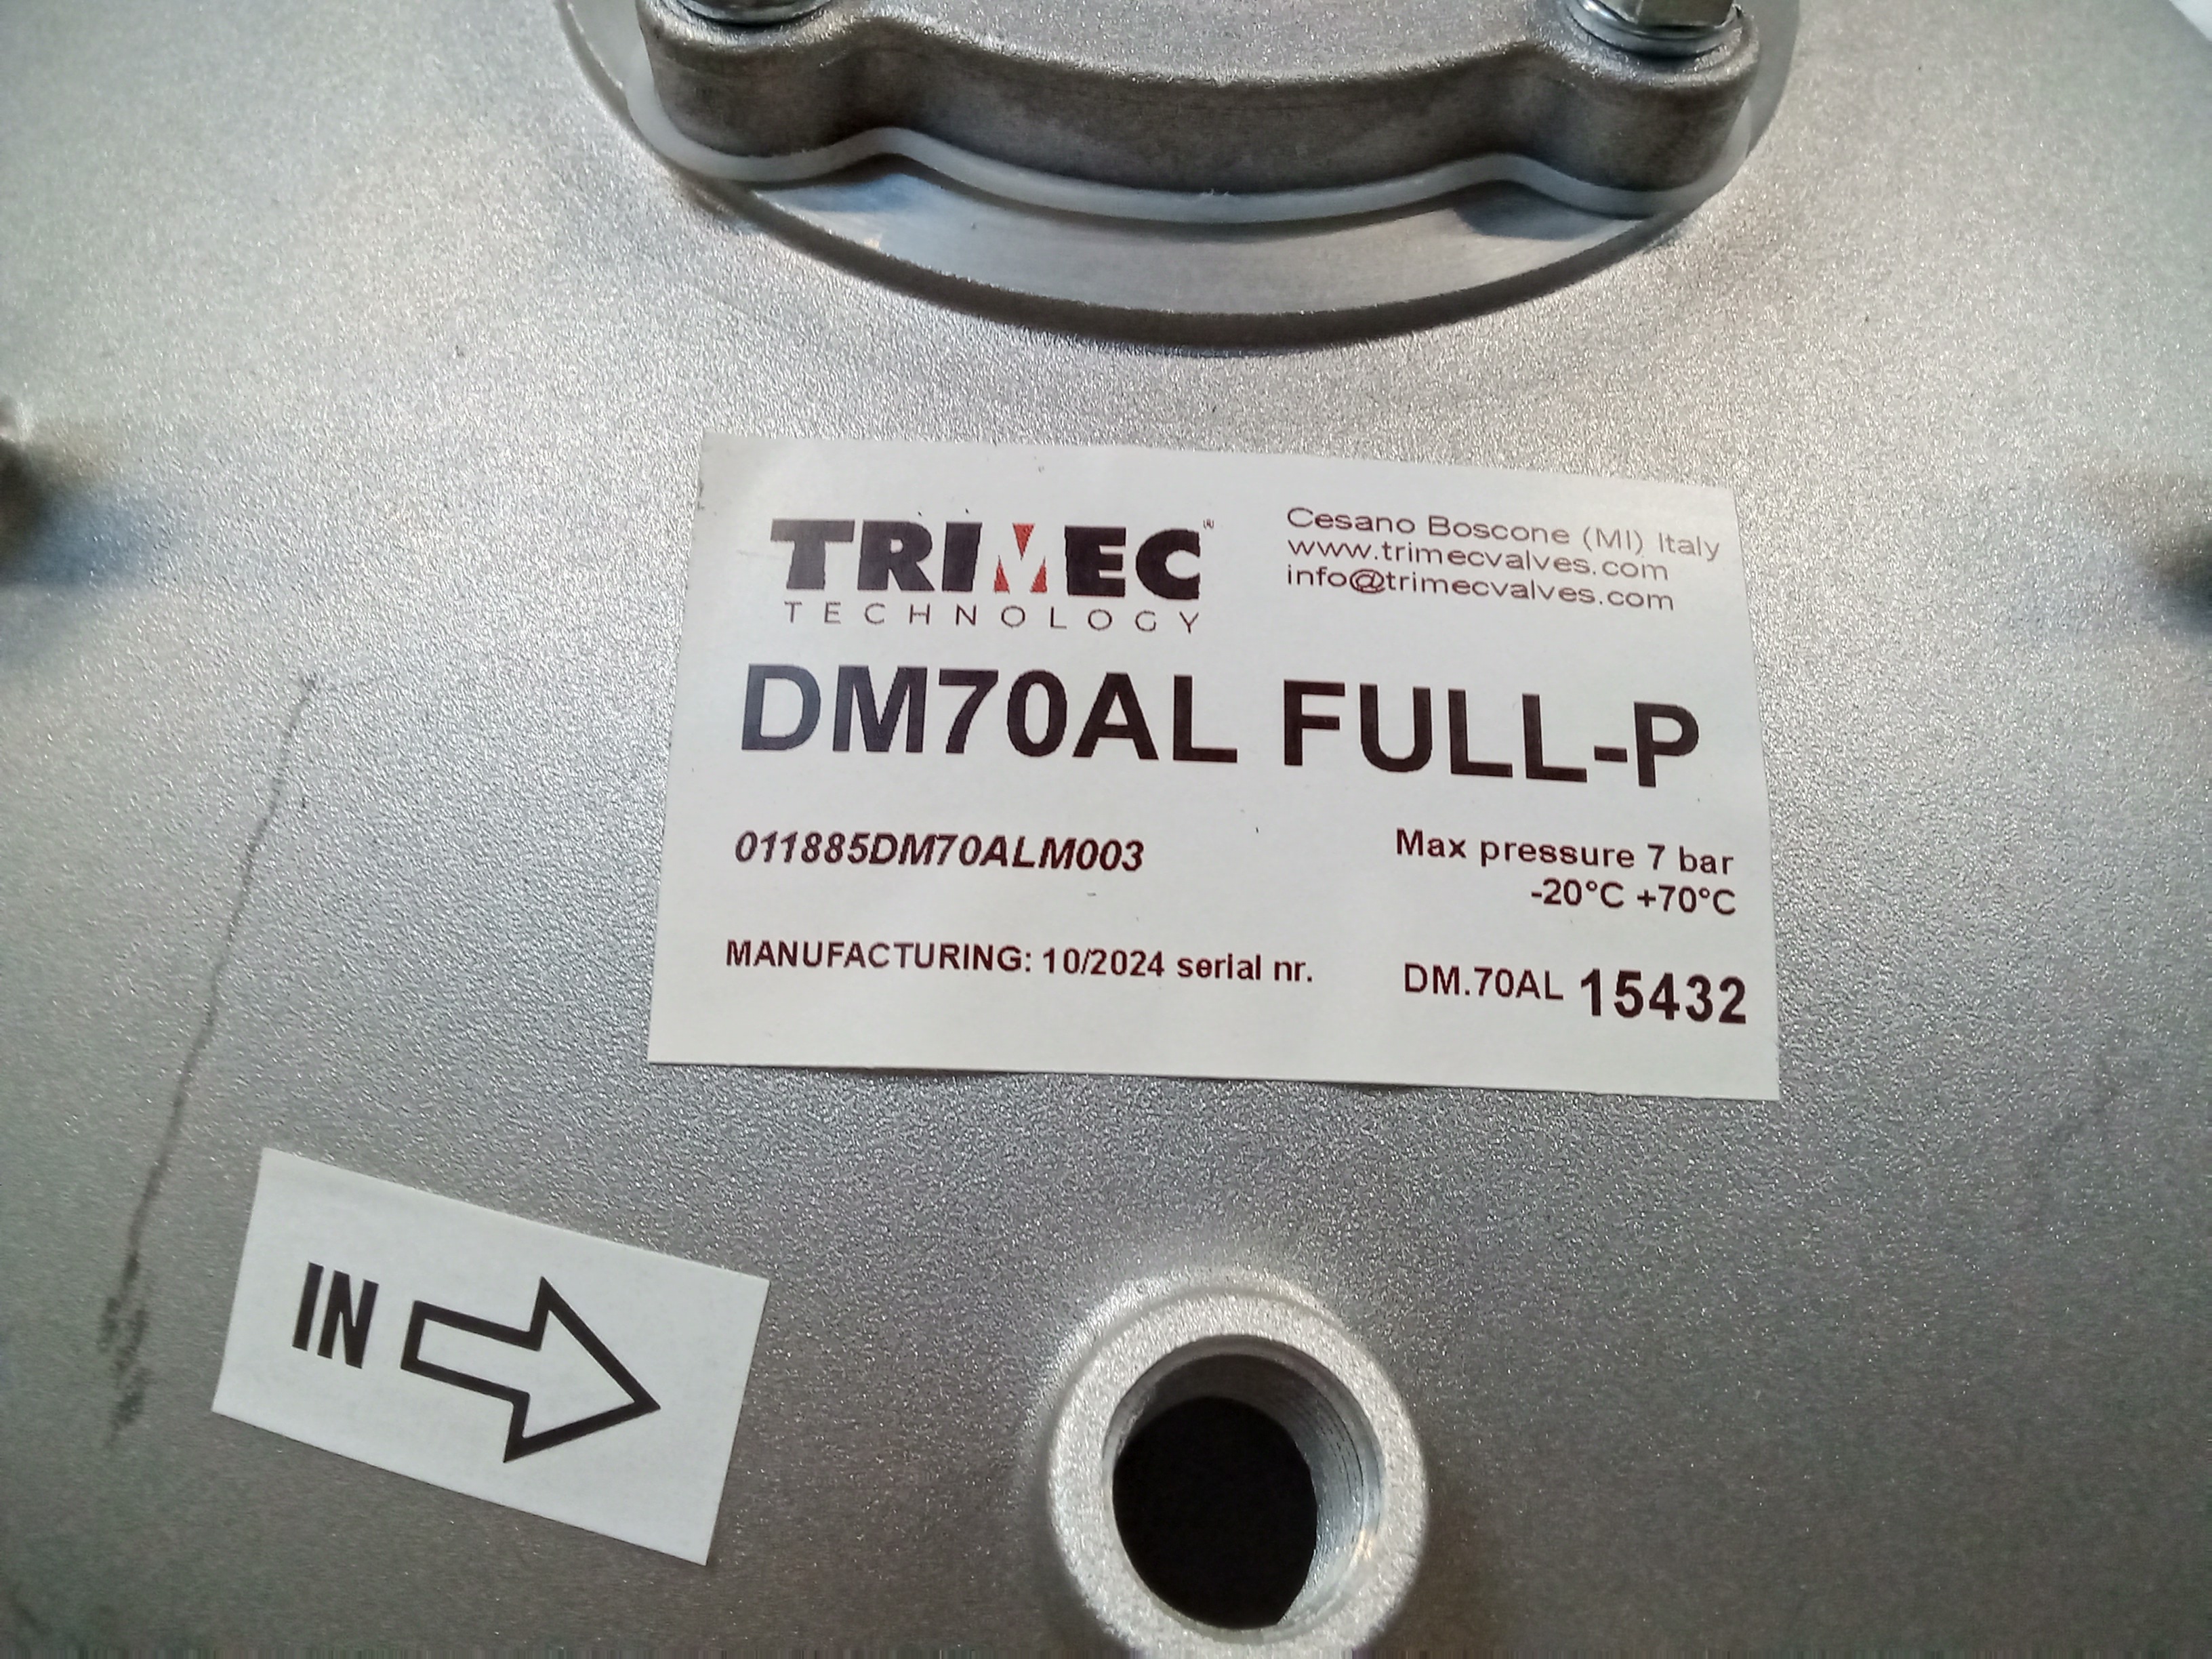 TRIMEC®
TECHNOLOGY
Cesano Boscone (MI) Italy
www.trimecvalves.com
info@trimecvalves.com
DM70AL FULL-P
011885DM70ALM003
Max pressure 7 bar
-20°C +70°C
MANUFACTURING: 10/2024 serial nr.
DM.70AL 15432
IN